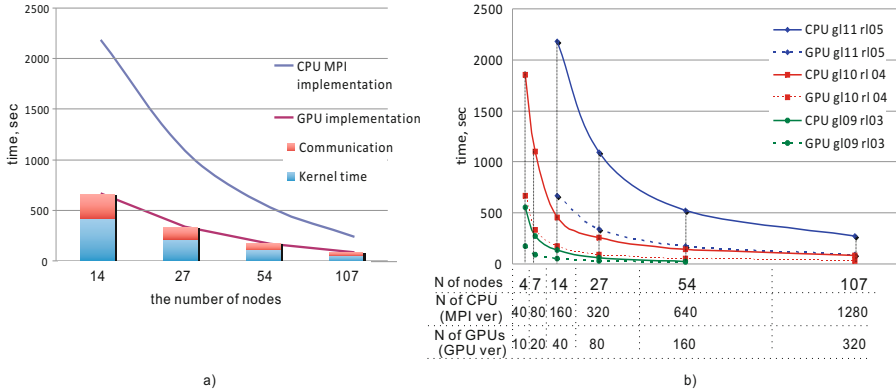 2500
2000
1500
1000
500
0
time, sec
CPU MPI
implementation
GPU implementation
Communication
Kernel time
14 27 54 107
the number of nodes
a)
2500
2000
1500
1000
500
0
time, sec
CPU gl11 rl05
GPU gl11 rl05
CPU gl10 rl 04
GPU gl10 rl 04
CPU gl09 rl03
GPU gl09 rl03
N of nodes 4 7 14 27 54 107
N of CPU
(MPI ver) 40 80 160 320 640 1280
N of GPUs
(GPU ver) 10 20 40 80 160 320
b)